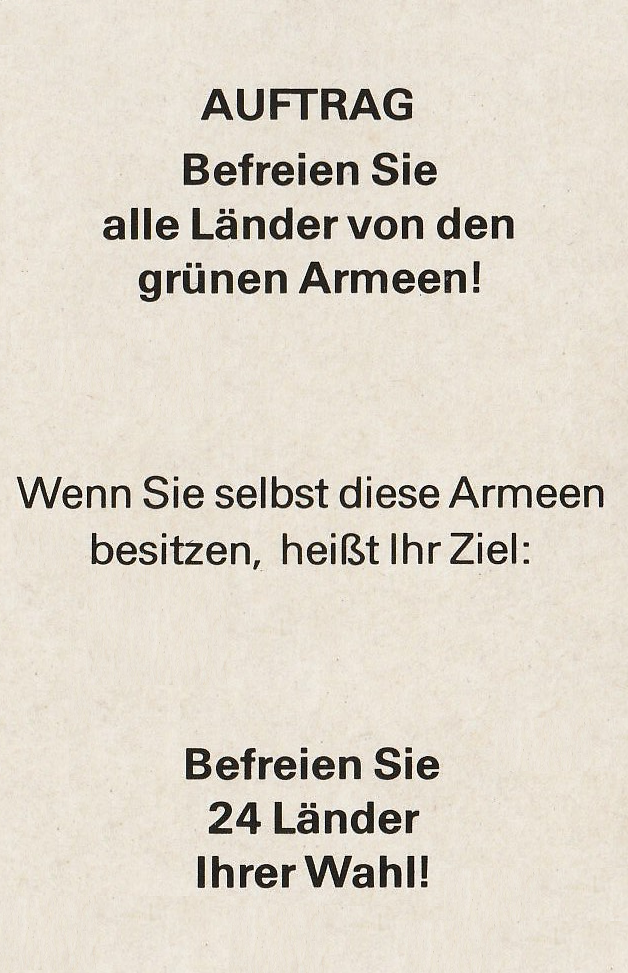 AUFTRAG
Befreien Sie
alle Länder von den
grünen Armeen!
Wenn Sie selbst diese Armeen
besitzen, heißt Ihr Ziel:
Befreien Sie
24 Länder
Ihrer Wahl!